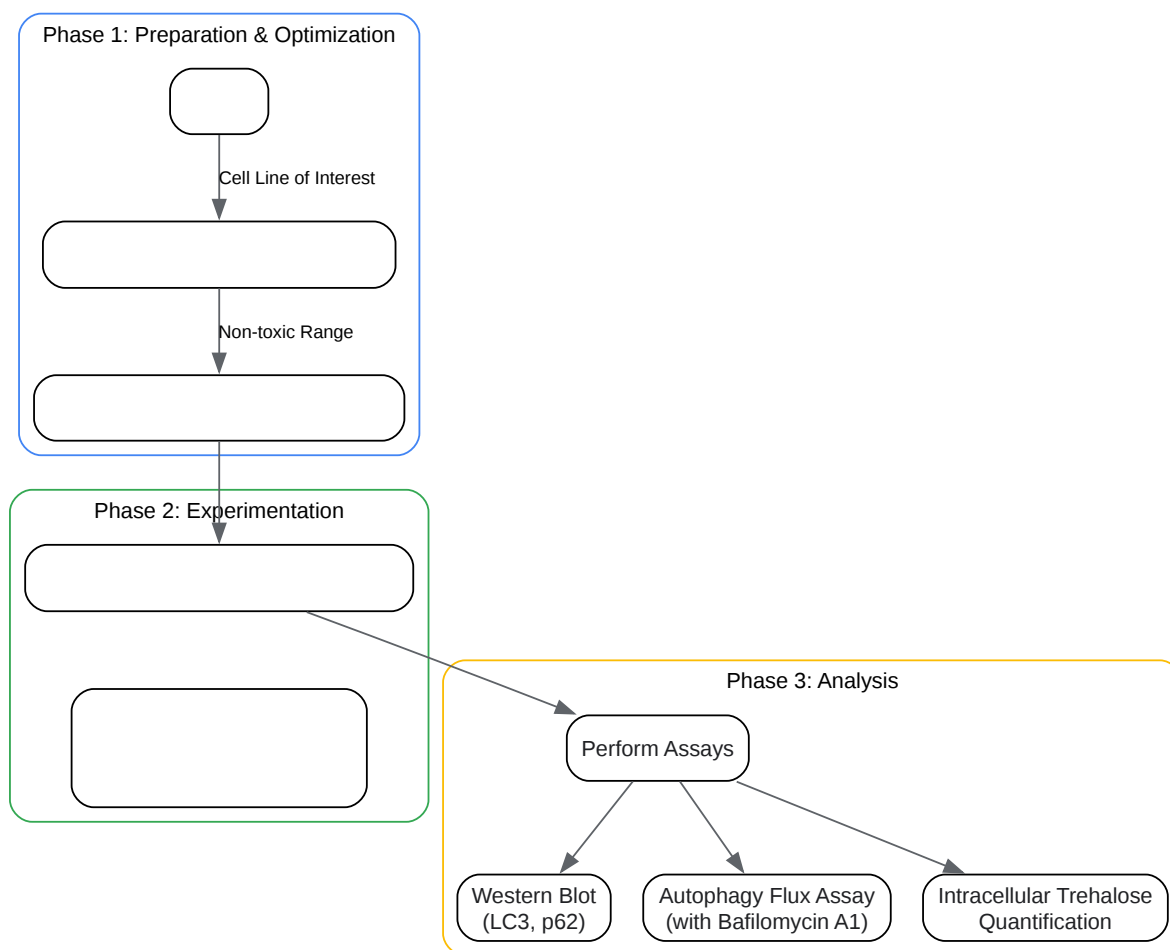 Phase 1: Preparation & Optimization
Cell Line of Interest
Non-toxic Range
Phase 2: Experimentation
Phase 3: Analysis
Perform Assays
Western Blot
(LC3, p62)
Autophagy Flux Assay
(with Bafilomycin A1)
Intracellular Trehalose
Quantification